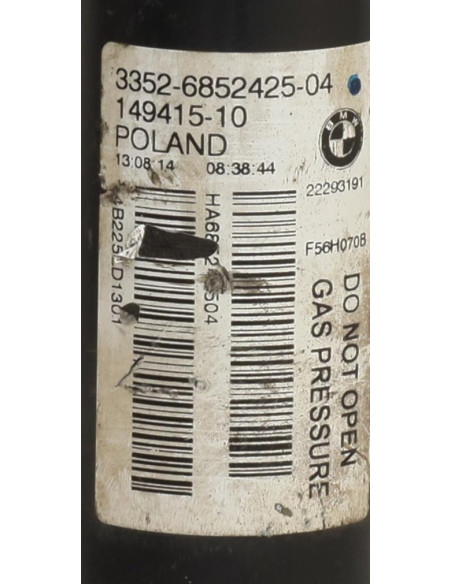 3352-6852425-04
149415-10
POLAND
13:08:14 08:38:44
BMW
22293191
F56H070B
DO NOT OPEN
GAS PRESSURE